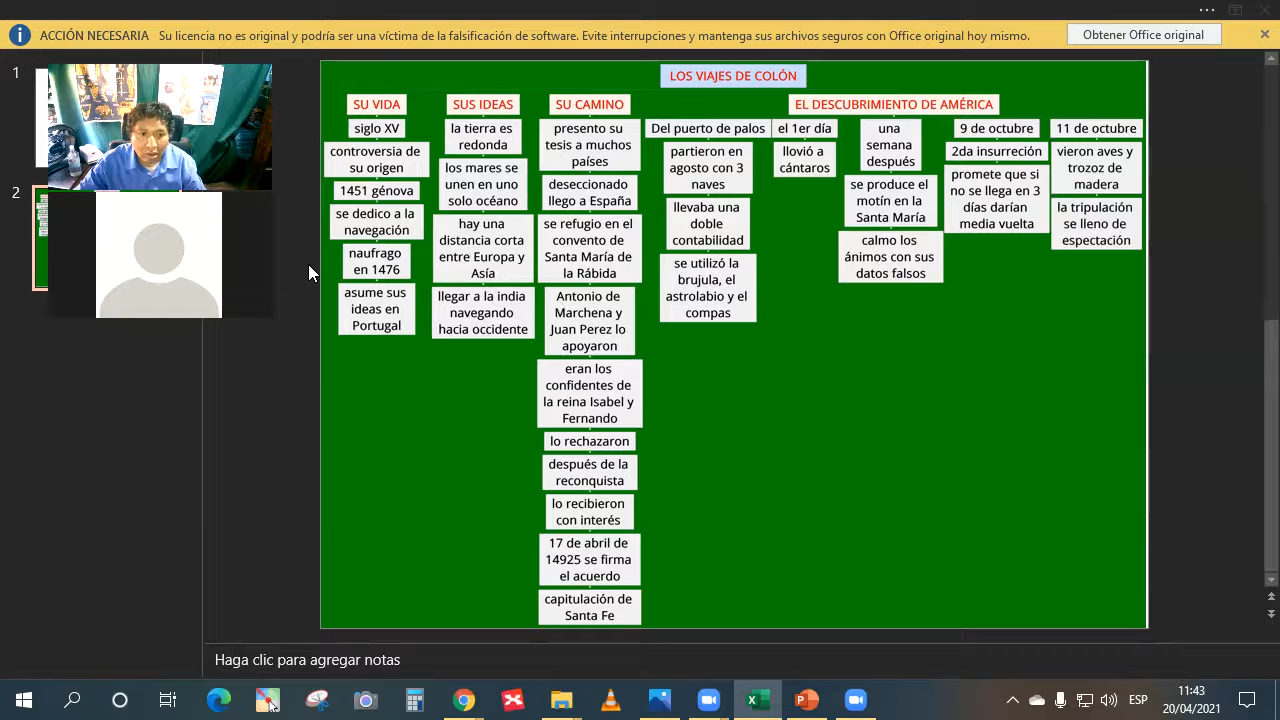 ACCIÓN NECESARIA Su licencia no es original y podría ser una víctima de la falsificación de software. Evite interrupciones y mantenga sus archivos seguros con Office original hoy mismo. Obtener Office original
1
2
LOS VIAJES DE COLÓN
SU VIDA
siglo XV
controversia de
su origen
1451 génova
se dedico a la
navegación
naufrago
en 1476
asume sus
ideas en
Portugal
SUS IDEAS
la tierra es
redonda
los mares se
unen en uno
solo océano
hay una
distancia corta
entre Europa y
Asía
llegar a la india
navegando
hacia occidente
SU CAMINO
presento su
tesis a muchos
países
deseccionado
llego a España
se refugio en el
convento de
Santa María de
la Rábida
Antonio de
Marchena y
Juan Perez lo
apoyaron
eran los
confidentes de
la reina Isabel y
Fernando
lo rechazaron
después de la
reconquista
lo recibieron
con interés
17 de abril de
14925 se firma
el acuerdo
capitulación de
Santa Fe
EL DESCUBRIMIENTO DE AMÉRICA
Del puerto de palos
partieron en
agosto con 3
naves
llevaba una
doble
contabilidad
se utilizó la
brujula, el
astrolabio y el
compas
el 1er día
llovió a
cántaros
una
semana
después
se produce el
motín en la
Santa María
calmo los
ánimos con sus
datos falsos
9 de octubre
2da insurreción
promete que si
no se llega en 3
días darían
media vuelta
11 de octubre
vieron aves y
trozoz de
madera
la tripulación
se lleno de
espectación
Haga clic para agregar notas
ESP
11:43
20/04/2021